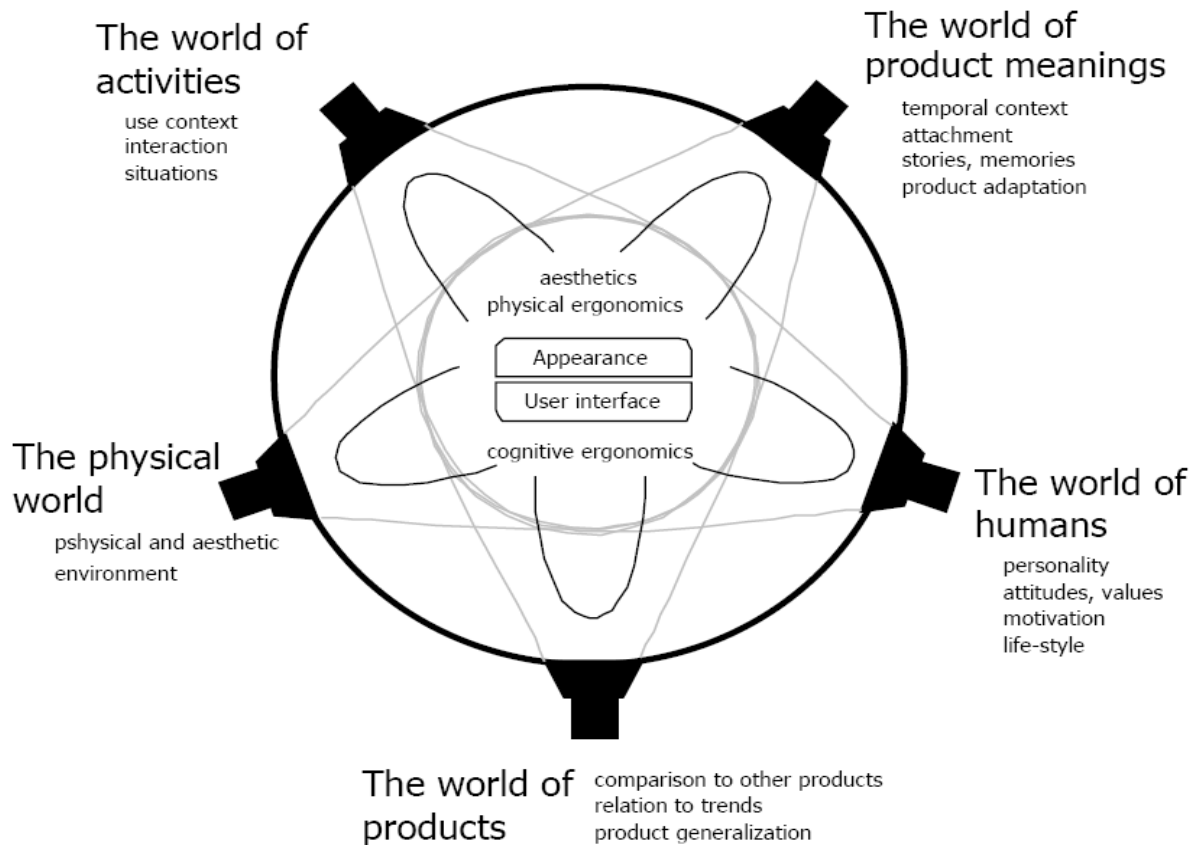 The world of
activities
use context
interaction
situations
The world of
product meanings
temporal context
attachment
stories, memories
product adaptation
aesthetics
physical ergonomics
Appearance
User interface
cognitive ergonomics
The physical
world
pshysical and aesthetic
environment
The world of
humans
personality
attitudes, values
motivation
life-style
The world of
products
comparison to other products
relation to trends
product generalization